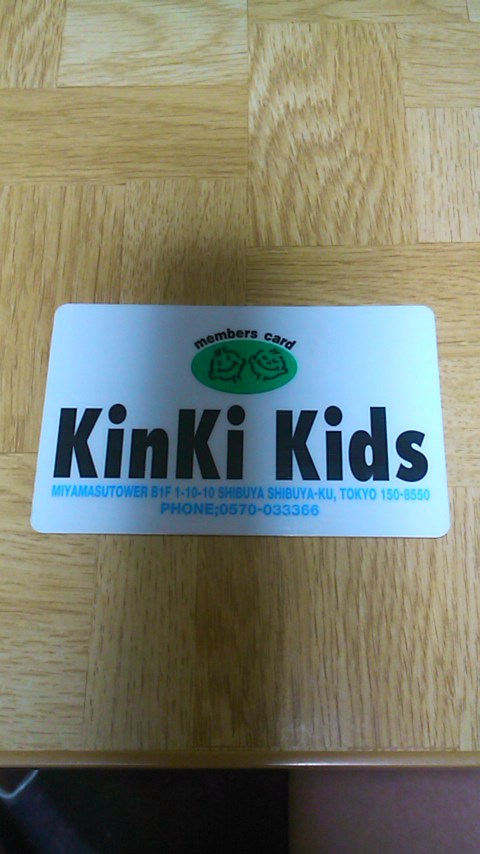 members card
KinKi Kids
MIYAMASUTOWER B1F 1-10-10 SHIBUYA SHIBUYA-KU, TOKYO 150-8550
PHONE;0570-033366